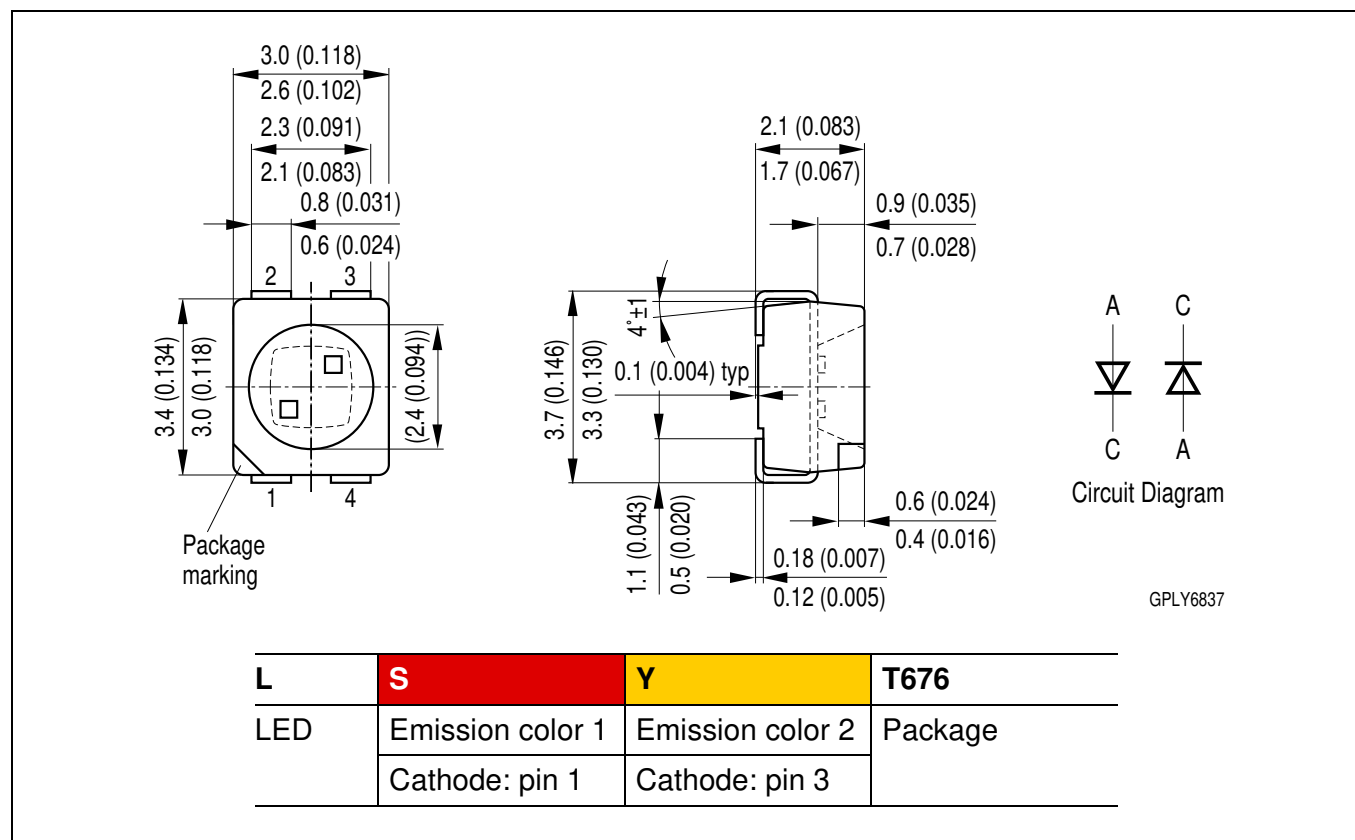 3.0 (0.118)
2.6 (0.102)
2.3 (0.091)
2.1 (0.083)
0.8 (0.031)
0.6 (0.024)
2 3
3.4 (0.134)
3.0 (0.118)
(2.4 (0.094))
1 4
Package
marking
2.1 (0.083)
1.7 (0.067)
0.9 (0.035)
0.7 (0.028)
4˚±1
0.1 (0.004) typ
3.7 (0.146)
3.3 (0.130)
1.1 (0.043)
0.5 (0.020)
0.6 (0.024)
0.4 (0.016)
0.18 (0.007)
0.12 (0.005)
A C
C A
Circuit Diagram
GPLY6837
L S Y T676
LED Emission color 1 Emission color 2 Package
Cathode: pin 1 Cathode: pin 3